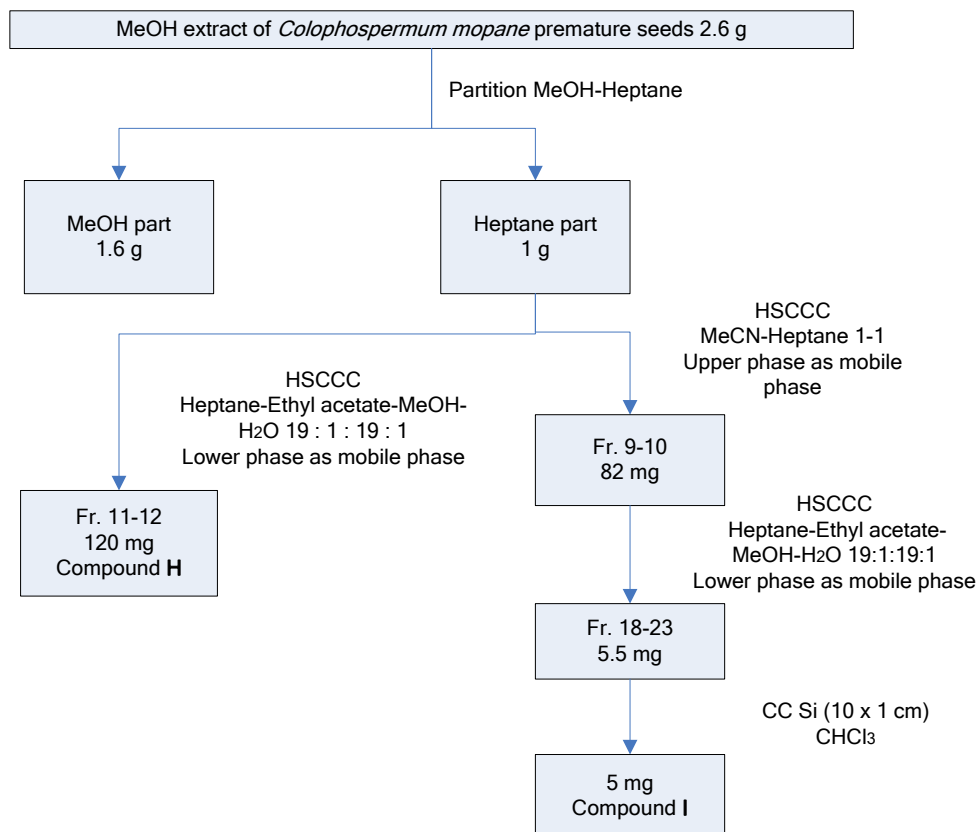 MeOH extract of Colophospermum mopane premature seeds 2.6 g
Partition MeOH-Heptane
MeOH part
1.6 g
Heptane part
1 g
HSCCC
MeCN-Heptane 1-1
Upper phase as mobile
phase
HSCCC
Heptane-Ethyl acetate-MeOH-
H2O 19 : 1 : 19 : 1
Lower phase as mobile phase
Fr. 9-10
82 mg
Fr. 11-12
120 mg
Compound H
HSCCC
Heptane-Ethyl acetate-
MeOH-H2O 19:1:19:1
Lower phase as mobile phase
Fr. 18-23
5.5 mg
CC Si (10 x 1 cm)
CHCl3
5 mg
Compound I